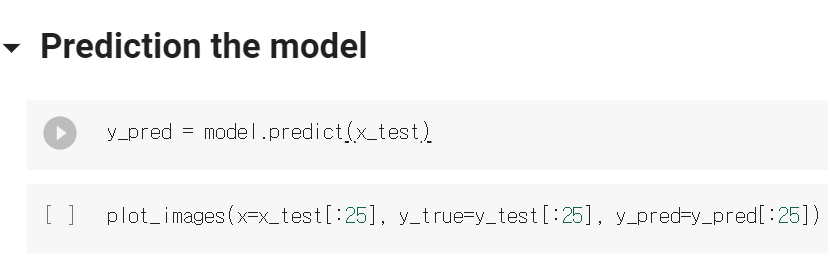 Prediction the model
y_pred = model.predict(x_test)
[ ] plot_images(x=x_test[:25], y_true=y_test[:25], y_pred=y_pred[:25])